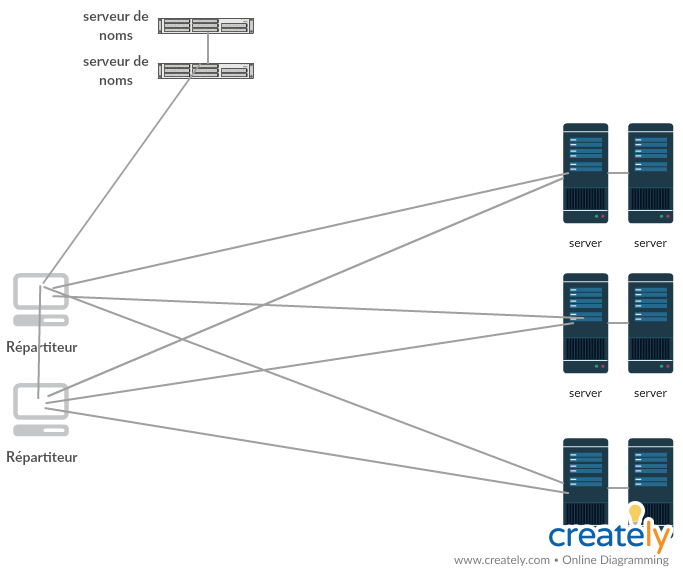 serveur de
noms
serveur de
noms
server
server
Répartiteur
server
server
Répartiteur
creately
www.creately.com • Online Diagramming